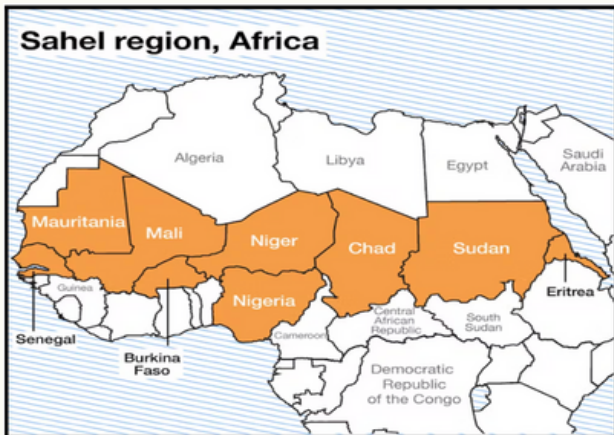 Sahel region, Africa
Algeria
Libya
Egypt
Saudi
Arabia
Mauritania
Mali
Niger
Chad
Sudan
Eritrea
Nigeria
Guinea
Senegal
Burkina
Faso
Cameroon
Central
African
Republic
South
Sudan
Democratic
Republic
of the Congo